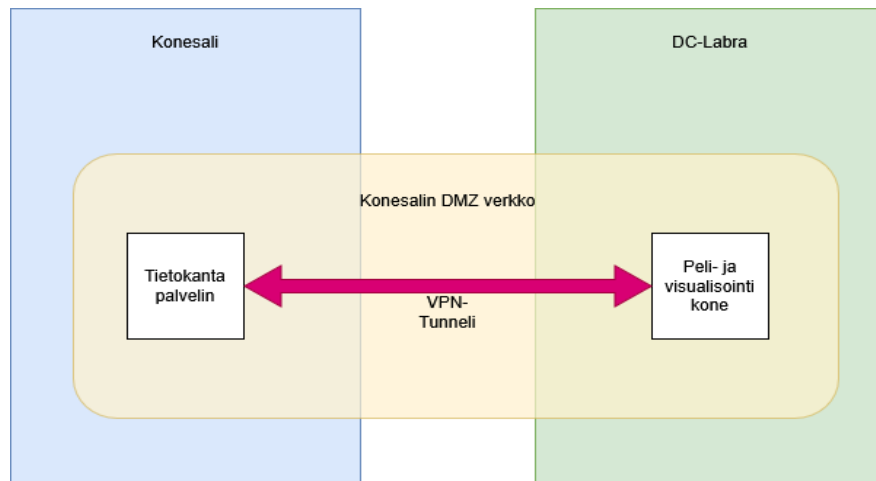 Konesali
DC-Labra
Konesalin DMZ verkko
Tietokanta
palvelin
VPN-
Tunneli
Peli- ja
visualisointi
kone